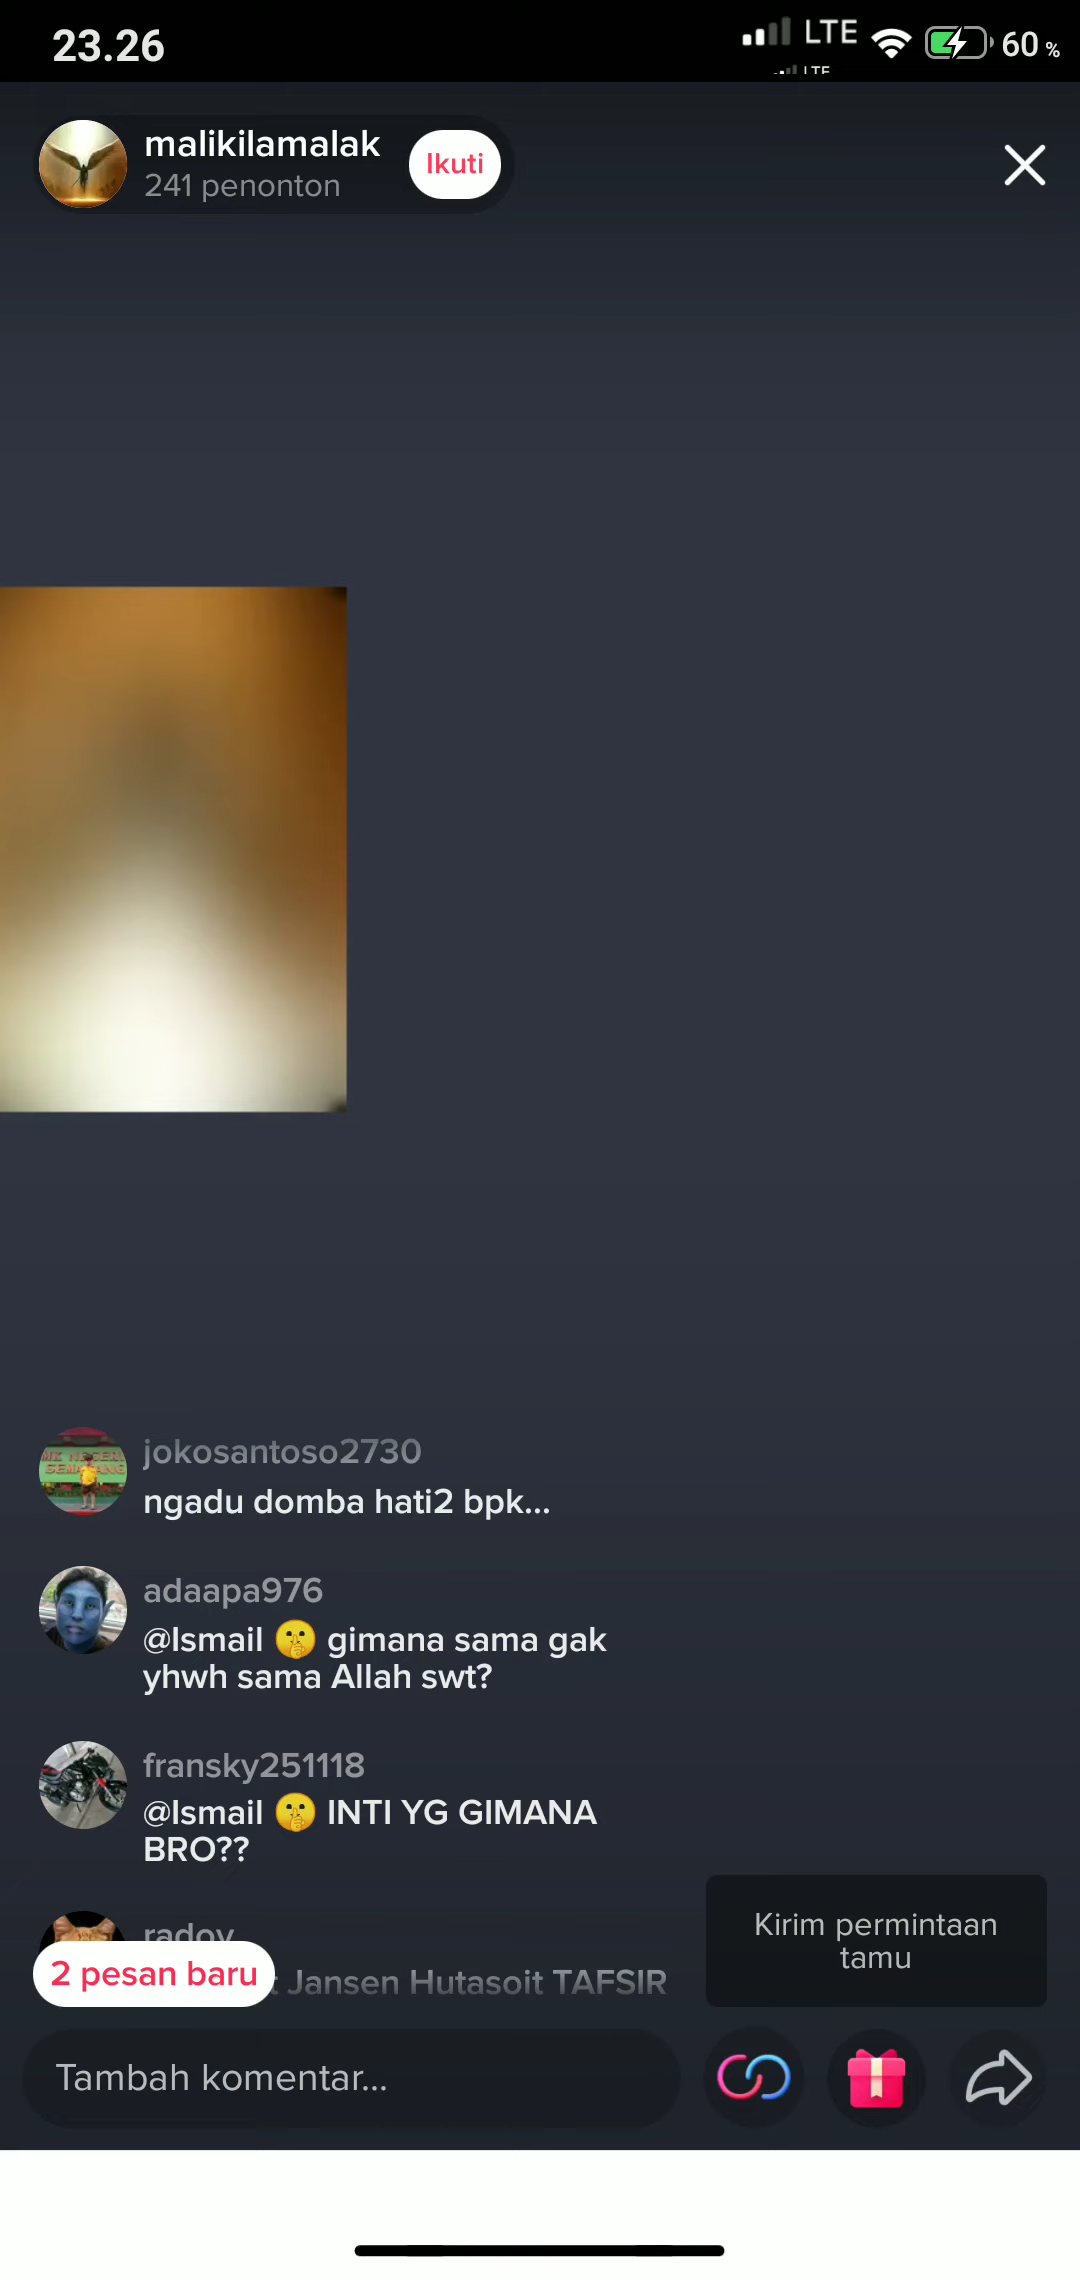 23.26
LTE
LTE
60 %
malikilamalak
241 penonton
Ikuti
jokosantoso2730
ngadu domba hati2 bpk...
adaapa976
@Ismail 🤫 gimana sama gak
yhwh sama Allah swt?
fransky251118
@Ismail 🤫 INTI YG GIMANA
BRO??
radov
Jansen Hutasoit TAFSIR
2 pesan baru
Kirim permintaan
tamu
Tambah komentar...